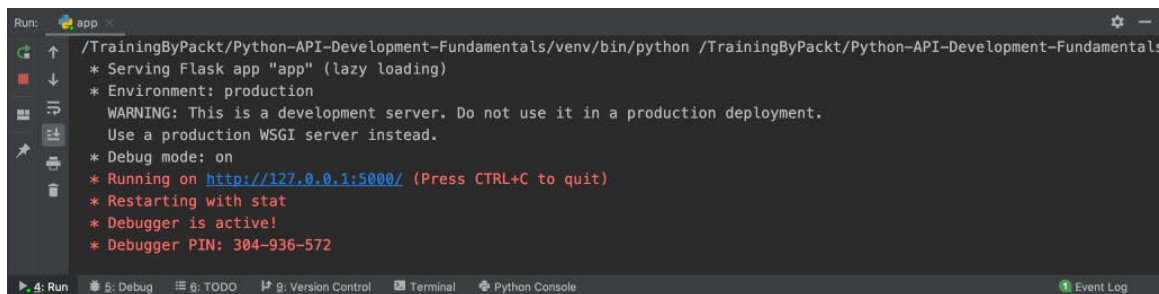 Run: app
/TrainingByPackt/Python-API-Development-Fundamentals/venv/bin/python /TrainingByPackt/Python-API-Development-Fundamentals
* Serving Flask app "app" (lazy loading)
* Environment: production
WARNING: This is a development server. Do not use it in a production deployment.
Use a production WSGI server instead.
* Debug mode: on
* Running on http://127.0.0.1:5000/ (Press CTRL+C to quit)
* Restarting with stat
* Debugger is active!
* Debugger PIN: 304-936-572
4: Run 5: Debug 6: TODO 9: Version Control Terminal Python Console 1 Event Log